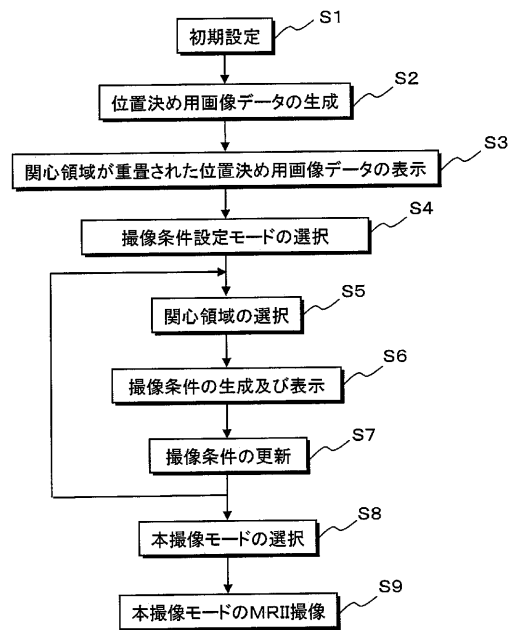 S1
初期設定
S2
位置決め用画像データの生成
S3
関心領域が重畳された位置決め用画像データの表示
S4
撮像条件設定モードの選択
S5
関心領域の選択
S6
撮像条件の生成及び表示
S7
撮像条件の更新
S8
本撮像モードの選択
S9
本撮像モードのMRII撮像